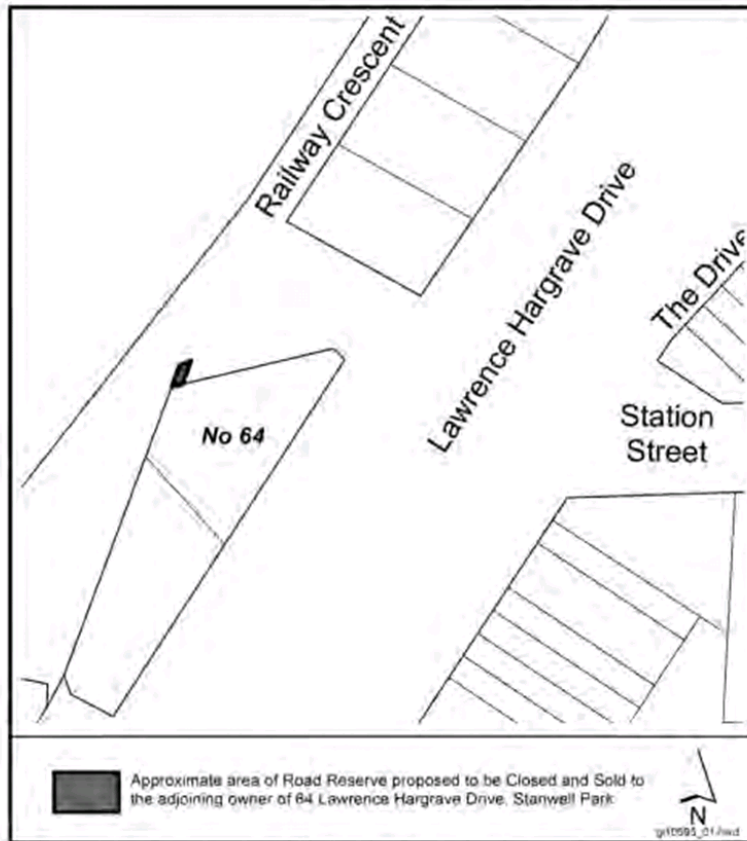 Railway Crescent
Lawrence Hargrave Drive
The Drive
Station
Street
No 64
Approximate area of Road Reserve proposed to be Closed and Sold to
the adjoining owner of 64 Lawrence Hargrave Drive, Stanwell Park
N